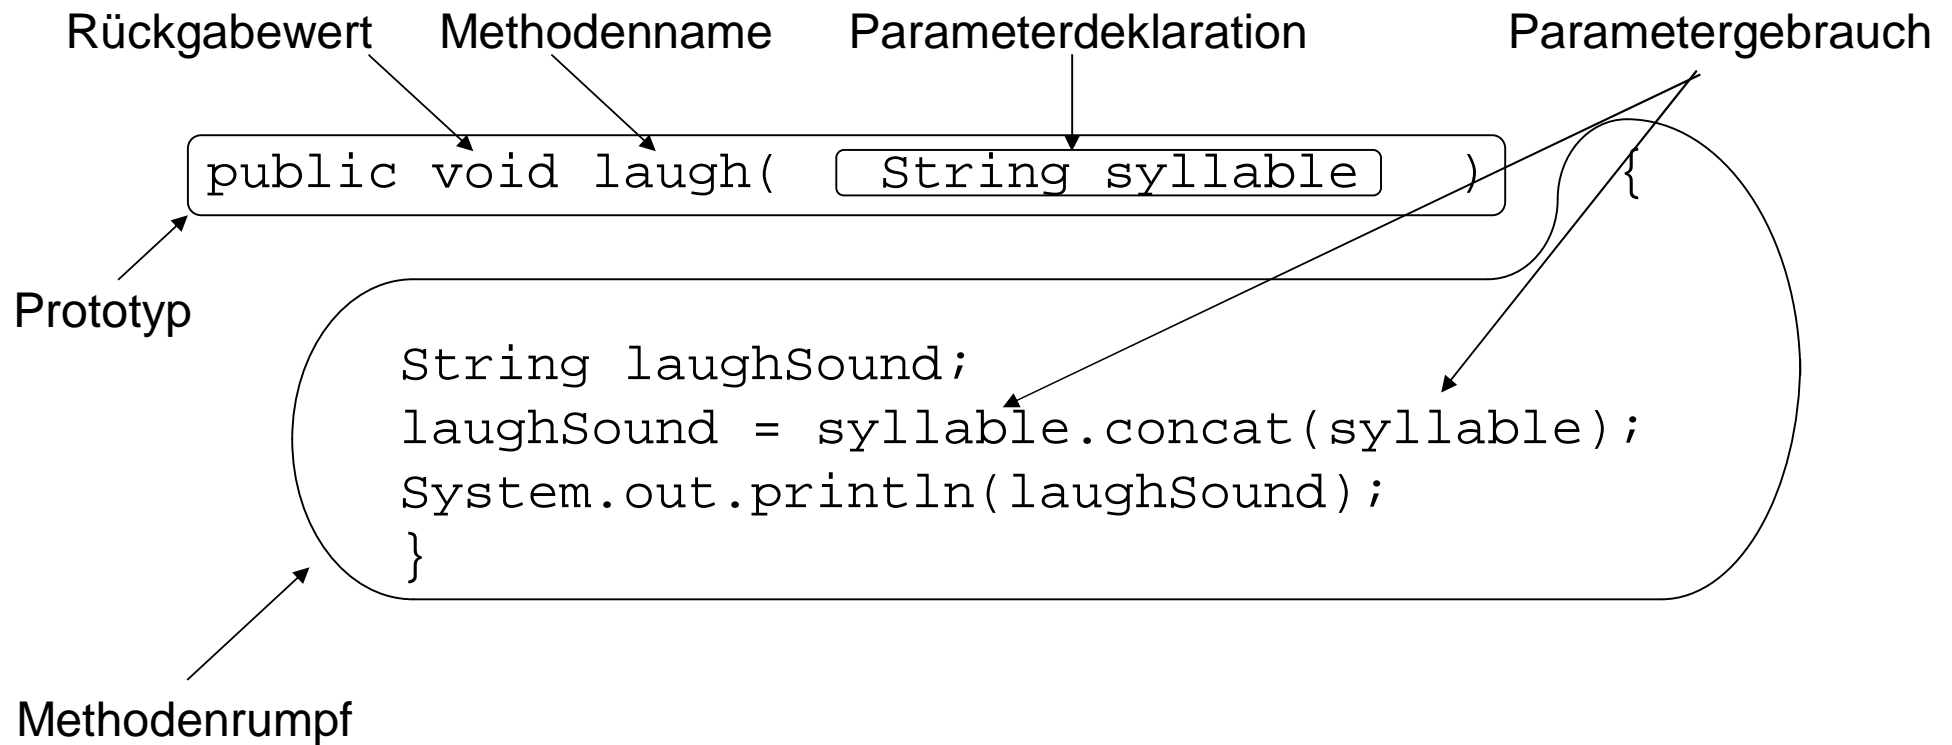 Rückgabewert Methodenname Parameterdeklaration Parametergebrauch
public void laugh( String syllable ) {
Prototyp
String laughSound;
laughSound = syllable.concat(syllable);
System.out.println(laughSound);
}
Methodenrumpf